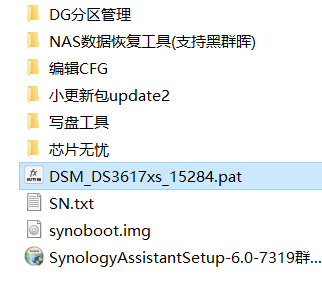 DG分区管理
NAS数据恢复工具(支持黑群晖)
编辑CFG
小更新包update2
写盘工具
芯片无忧
DSM_DS3617xs_15284.pat
SN.txt
synoboot.img
SynologyAssistantSetup-6.0-7319群...